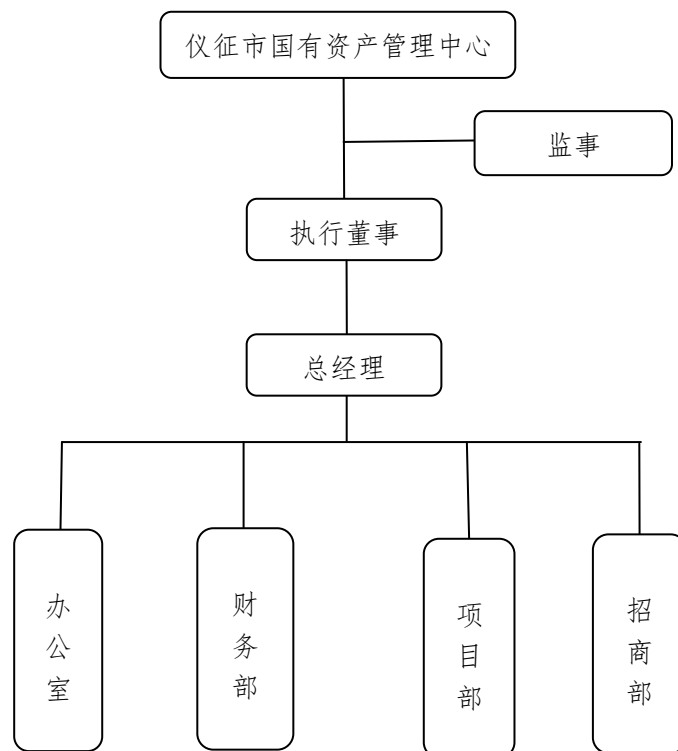 仪征市国有资产管理中心
监事
执行董事
总经理
办公室
财务部
项目部
招商部